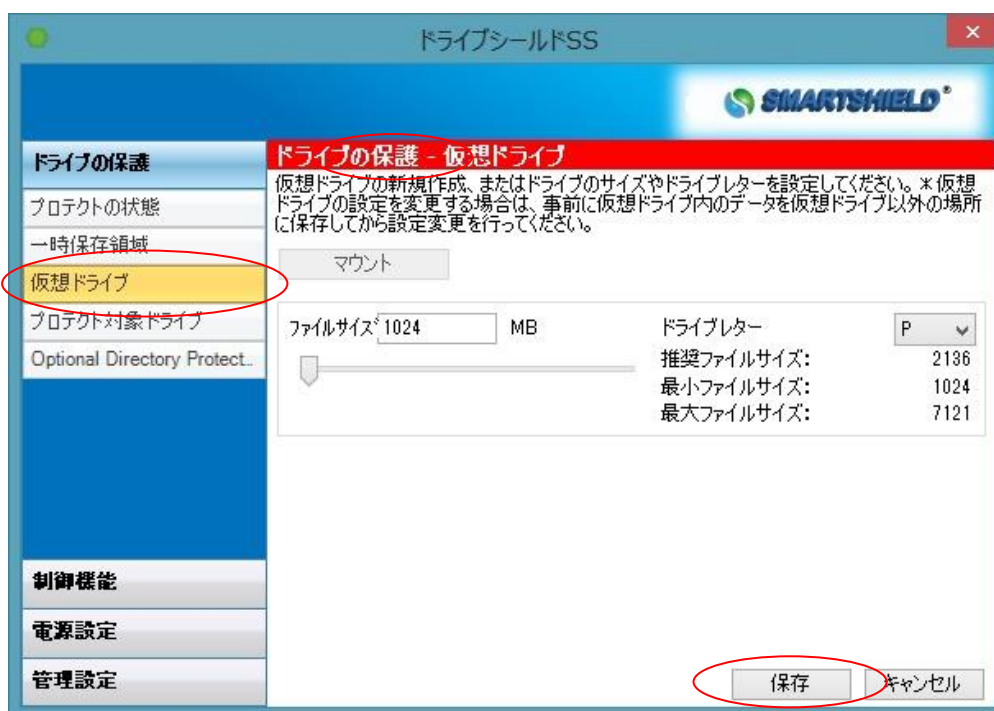 ドライブシールドSS
SMARTSHIELD®
ドライブの保護
プロテクトの状態
一時保存領域
仮想ドライブ
プロテクト対象ドライブ
Optional Directory Protect...
制御機能
電源設定
管理設定
ドライブの保護 - 仮想ドライブ
仮想ドライブの新規作成、またはドライブのサイズやドライブレターを設定してください。＊仮想
ドライブの設定を変更する場合は、事前に仮想ドライブ内のデータを仮想ドライブ以外の場所
に保存してから設定変更を行ってください。
マウント
ファイルサイズ 1024 MB
ドライブレター P
推奨ファイルサイズ: 2136
最小ファイルサイズ: 1024
最大ファイルサイズ: 7121
保存 キャンセル